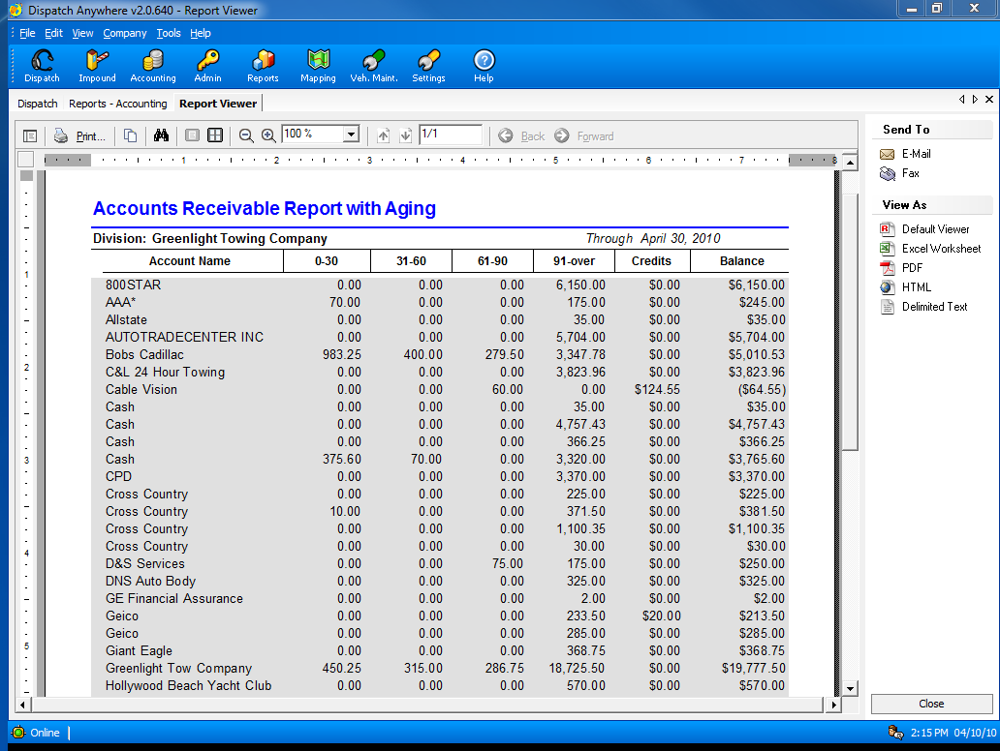 Dispatch Anywhere v2.0.640 - Report Viewer
File Edit View Company Tools Help
Dispatch Impound Accounting Admin Reports Mapping Veh. Maint. Settings Help
Dispatch Reports - Accounting Report Viewer
Print... 100 % 1/1 Back Forward
1 2 3 4 5 6 7 8
Accounts Receivable Report with Aging
Division: Greenlight Towing Company Through April 30, 2010
Account Name 0-30 31-60 61-90 91-over Credits Balance
800STAR 0.00 0.00 0.00 6,150.00 $0.00 $6,150.00
AAA* 70.00 0.00 0.00 175.00 $0.00 $245.00
Allstate 0.00 0.00 0.00 35.00 $0.00 $35.00
AUTOTRADECENTER INC 0.00 0.00 0.00 5,704.00 $0.00 $5,704.00
Bobs Cadillac 983.25 400.00 279.50 3,347.78 $0.00 $5,010.53
C&L 24 Hour Towing 0.00 0.00 0.00 3,823.96 $0.00 $3,823.96
Cable Vision 0.00 0.00 60.00 0.00 $124.55 ($64.55)
Cash 0.00 0.00 0.00 35.00 $0.00 $35.00
Cash 0.00 0.00 0.00 4,757.43 $0.00 $4,757.43
Cash 0.00 0.00 0.00 366.25 $0.00 $366.25
Cash 375.60 70.00 0.00 3,320.00 $0.00 $3,765.60
CPD 0.00 0.00 0.00 3,370.00 $0.00 $3,370.00
Cross Country 0.00 0.00 0.00 225.00 $0.00 $225.00
Cross Country 10.00 0.00 0.00 371.50 $0.00 $381.50
Cross Country 0.00 0.00 0.00 1,100.35 $0.00 $1,100.35
Cross Country 0.00 0.00 0.00 30.00 $0.00 $30.00
D&S Services 0.00 0.00 75.00 175.00 $0.00 $250.00
DNS Auto Body 0.00 0.00 0.00 325.00 $0.00 $325.00
GE Financial Assurance 0.00 0.00 0.00 2.00 $0.00 $2.00
Geico 0.00 0.00 0.00 233.50 $20.00 $213.50
Geico 0.00 0.00 0.00 285.00 $0.00 $285.00
Giant Eagle 0.00 0.00 0.00 368.75 $0.00 $368.75
Greenlight Tow Company 450.25 315.00 286.75 18,725.50 $0.00 $19,777.50
Hollywood Beach Yacht Club 0.00 0.00 0.00 570.00 $0.00 $570.00
1
2
3
4
5
Send To
E-Mail
Fax
View As
Default Viewer
Excel Worksheet
PDF
HTML
Delimited Text
Close
Online
2:15 PM 04/10/10